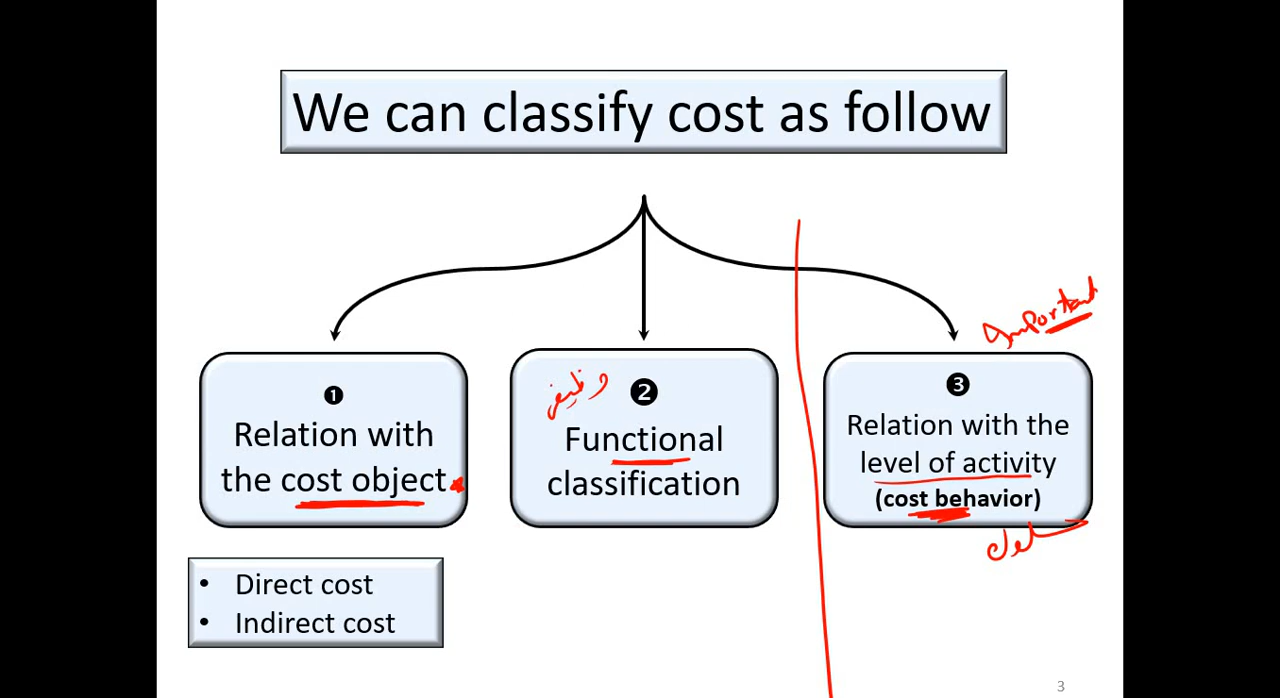 We can classify cost as follow
Important
❶
Relation with
the cost object
وظيفي
❷
Functional
classification
❸
Relation with the
level of activity
(cost behavior)
• Direct cost
• Indirect cost
3